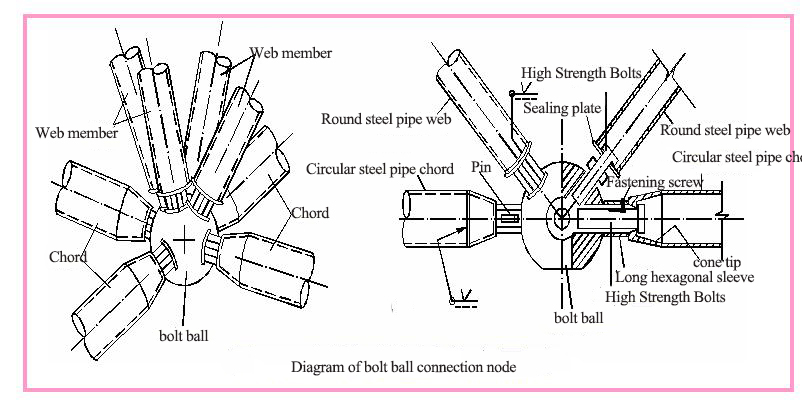 Web member
High Strength Bolts
Sealing plate
Web member
Round steel pipe web
Round steel pipe web
Circular steel pipe chord
Pin
Circular steel pipe cho
Fastening screw
Chord
Chord
cone tip
Long hexagonal sleeve
High Strength Bolts
bolt ball
bolt ball
Diagram of bolt ball connection node